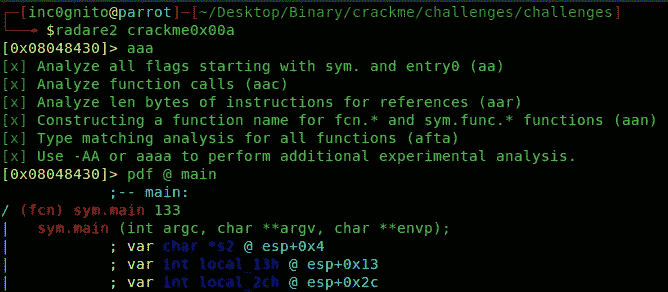 ┌─[inc0gnito@parrot]─[~/Desktop/Binary/crackme/challenges/challenges]
└──╼ $radare2 crackme0x00a
[0x08048430]> aaa
[x] Analyze all flags starting with sym. and entry0 (aa)
[x] Analyze function calls (aac)
[x] Analyze len bytes of instructions for references (aar)
[x] Constructing a function name for fcn.* and sym.func.* functions (aan)
[x] Type matching analysis for all functions (afta)
[x] Use -AA or aaaa to perform additional experimental analysis.
[0x08048430]> pdf @ main
;-- main:
/ (fcn) sym.main 133
| sym.main (int argc, char **argv, char **envp);
| ; var char *s2 @ esp+0x4
| ; var int local_13h @ esp+0x13
| ; var int local_2ch @ esp+0x2c